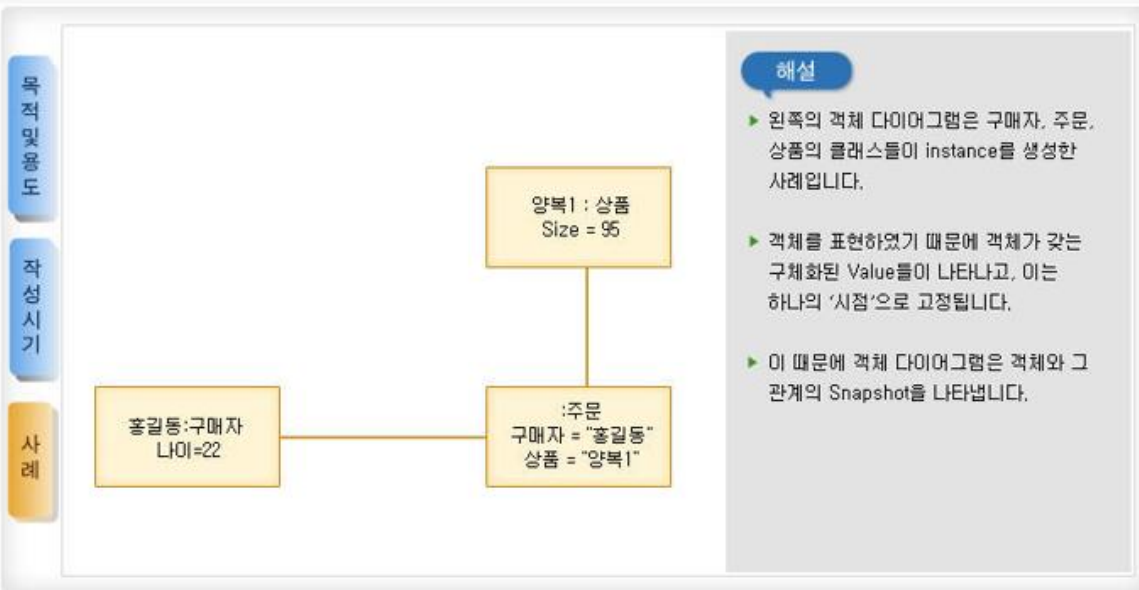 목적및용도
작성시기
사례
양복1 : 상품
Size = 95
홍길동:구매자
나이=22
:주문
구매자 = "홍길동"
상품 = "양복1"
해설
▶ 왼쪽의 객체 다이어그램은 구매자, 주문,
상품의 클래스들이 instance를 생성한
사례입니다.
▶ 객체를 표현하였기 때문에 객체가 갖는
구체화된 Value들이 나타나고, 이는
하나의 '시점'으로 고정됩니다.
▶ 이 때문에 객체 다이어그램은 객체와 그
관계의 Snapshot을 나타냅니다.